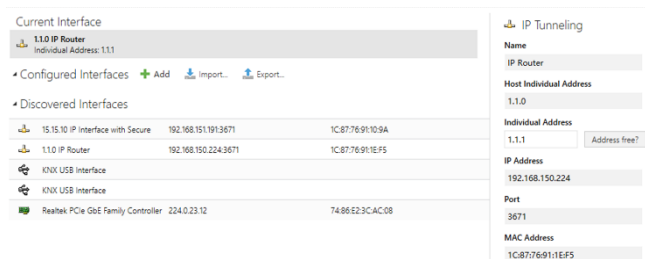 Current Interface
1.1.0 IP Router
Individual Address: 1.1.1
Configured Interfaces + Add Import... Export...
Discovered Interfaces
15.15.10 IP Interface with Secure 192.168.151.191:3671 1C:87:76:91:10:9A
1.1.0 IP Router 192.168.150.224:3671 1C:87:76:91:1E:F5
KNX USB Interface
KNX USB Interface
Realtek PCIe GbE Family Controller 224.0.23.12 74:86:E2:3C:AC:08
IP Tunneling
Name
IP Router
Host Individual Address
1.1.0
Individual Address
1.1.1 Address free?
IP Address
192.168.150.224
Port
3671
MAC Address
1C:87:76:91:1E:F5